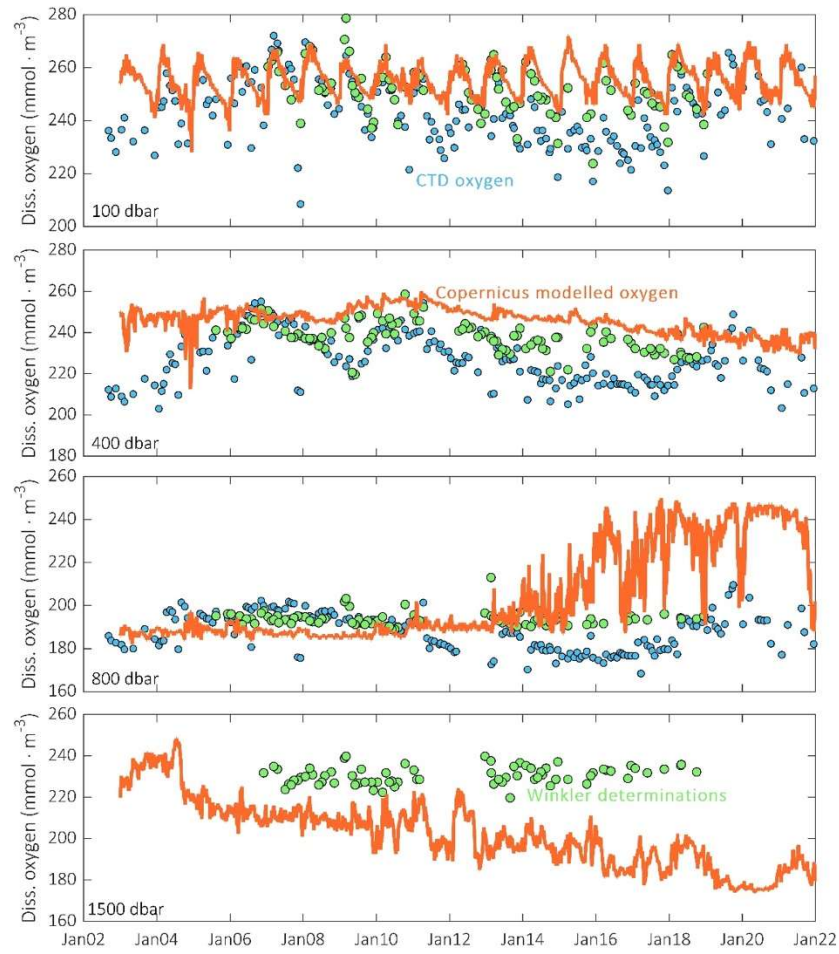 280
260
240
220
200
Diss. oxygen (mmol · m⁻³)
CTD oxygen
100 dbar
280
260
240
220
200
180
Diss. oxygen (mmol · m⁻³)
Copernicus modelled oxygen
400 dbar
260
240
220
200
180
160
Diss. oxygen (mmol · m⁻³)
800 dbar
260
240
220
200
180
160
Diss. oxygen (mmol · m⁻³)
Winkler determinations
1500 dbar
Jan02 Jan04 Jan06 Jan08 Jan10 Jan12 Jan14 Jan16 Jan18 Jan20 Jan22